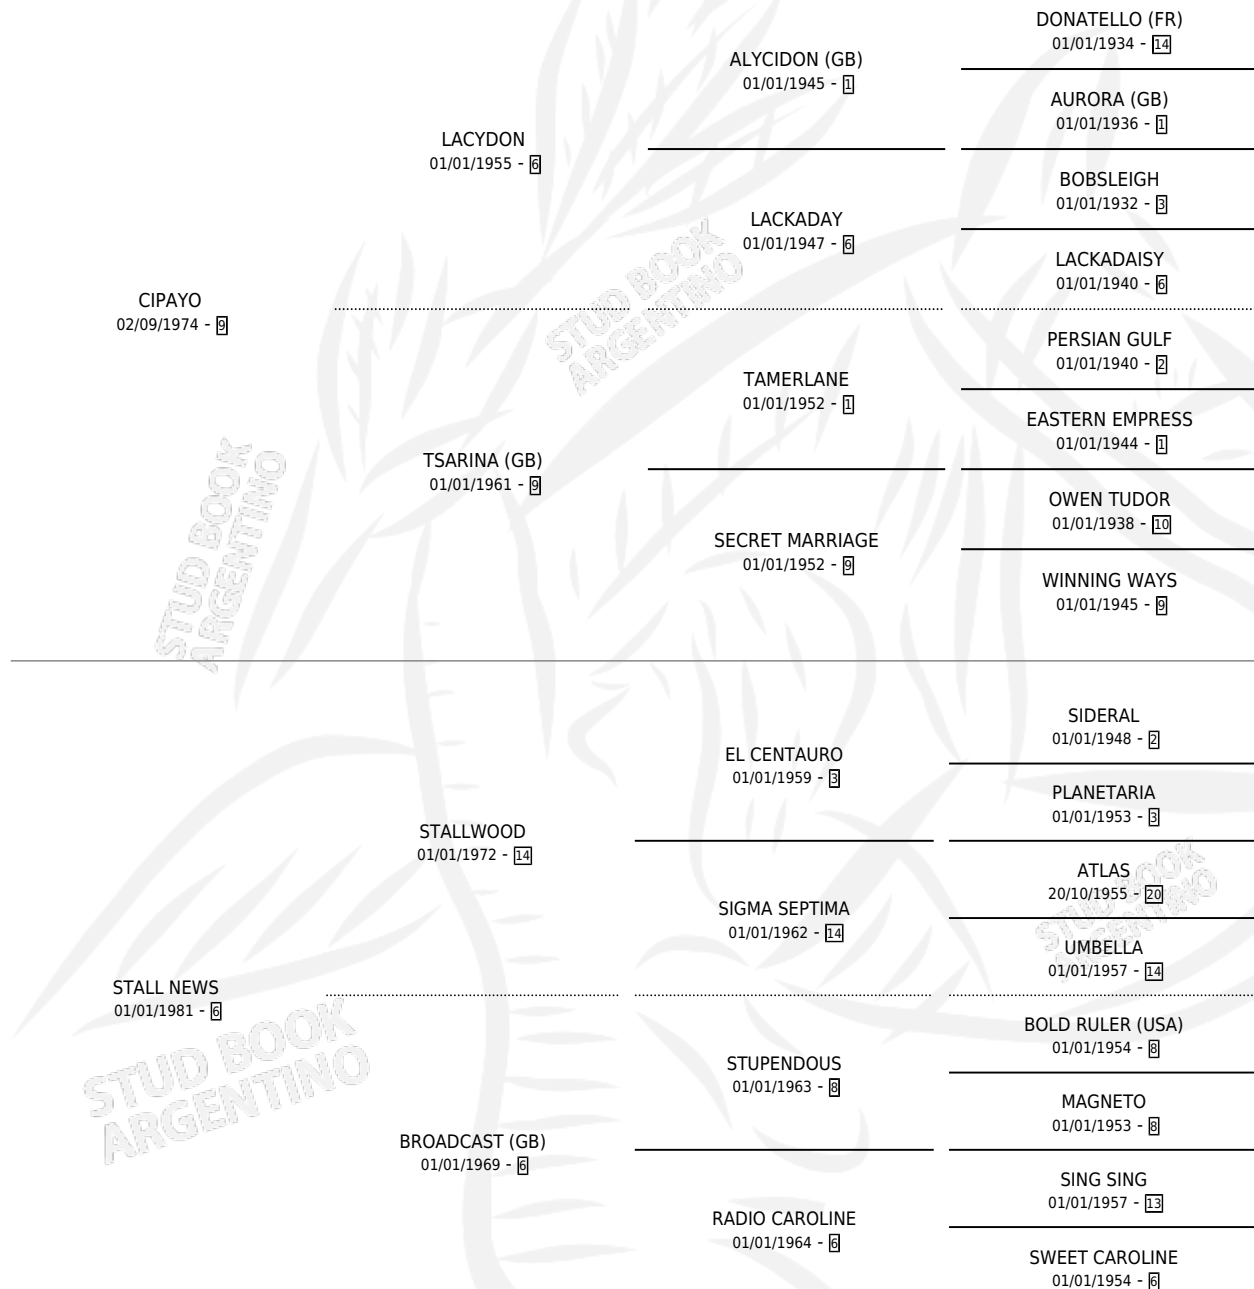 CIPAYO
02/09/1974 - 9
LACYDON
01/01/1955 - 6
TSARINA (GB)
01/01/1961 - 9
ALYCIDON (GB)
01/01/1945 - 1
LACKADAY
01/01/1947 - 6
TAMERLANE
01/01/1952 - 1
SECRET MARRIAGE
01/01/1952 - 9
DONATELLO (FR)
01/01/1934 - 14
AURORA (GB)
01/01/1936 - 1
BOBSLEIGH
01/01/1932 - 3
LACKADAISY
01/01/1940 - 6
PERSIAN GULF
01/01/1940 - 2
EASTERN EMPRESS
01/01/1944 - 1
OWEN TUDOR
01/01/1938 - 10
WINNING WAYS
01/01/1945 - 9
STALL NEWS
01/01/1981 - 6
STALLWOOD
01/01/1972 - 14
BROADCAST (GB)
01/01/1969 - 6
EL CENTAURO
01/01/1959 - 3
SIGMA SEPTIMA
01/01/1962 - 14
STUPENDOUS
01/01/1963 - 8
RADIO CAROLINE
01/01/1964 - 6
SIDERAL
01/01/1948 - 2
PLANETARIA
01/01/1953 - 3
ATLAS
20/10/1955 - 20
UMBELLA
01/01/1957 - 14
BOLD RULER (USA)
01/01/1954 - 8
MAGNETO
01/01/1953 - 8
SING SING
01/01/1957 - 13
SWEET CAROLINE
01/01/1954 - 6
STUD BOOK
ARGENTINO
STUD BOOK
ARGENTINO
STUD BOOK
ARGENTINO
STUD BOOK
ARGENTINO